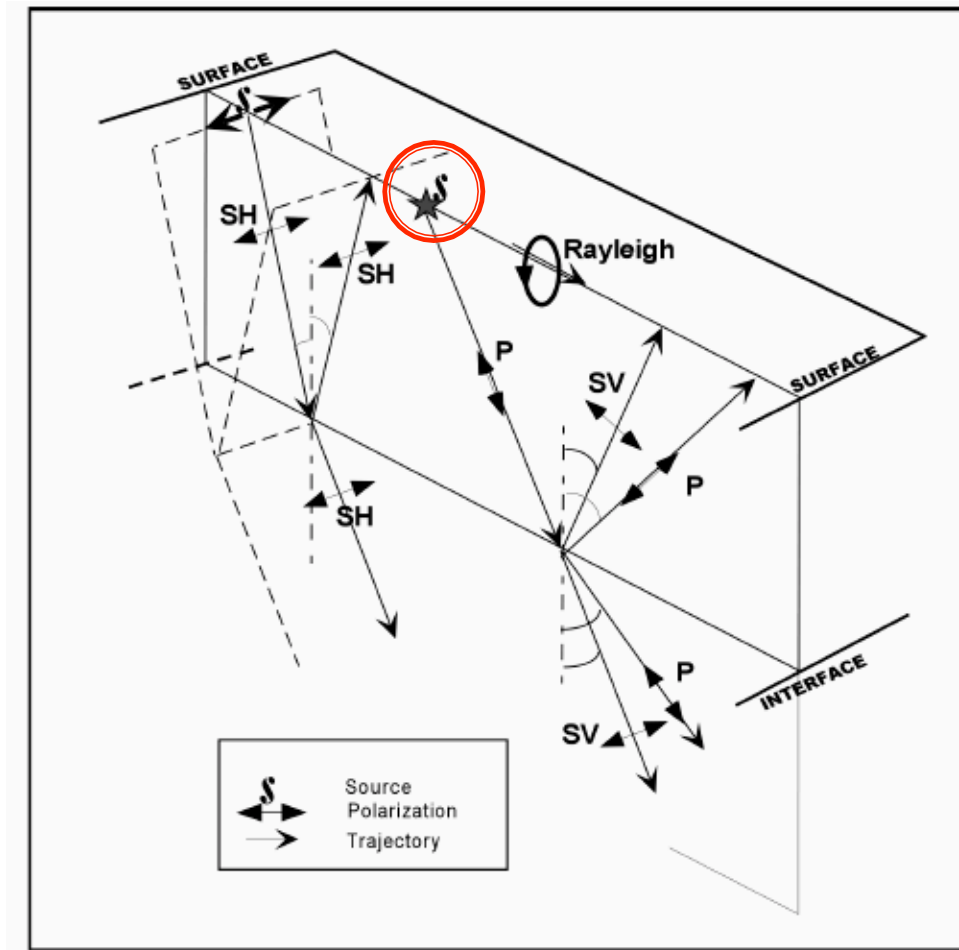 SURFACE
S
S
SH
SH
Rayleigh
P
SV
SURFACE
P
SH
P
INTERFACE
SV
S Source
Polarization
Trajectory